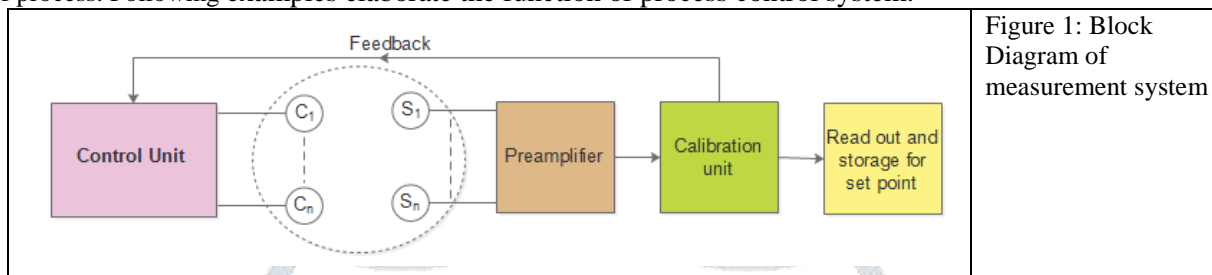 l process. Following examples elaborate the function of process control system.
Figure 1: Block
Diagram of
measurement system
Feedback
Control Unit
C1
Cn
S1
Sn
Preamplifier
Calibration
unit
Read out and
storage for
set point